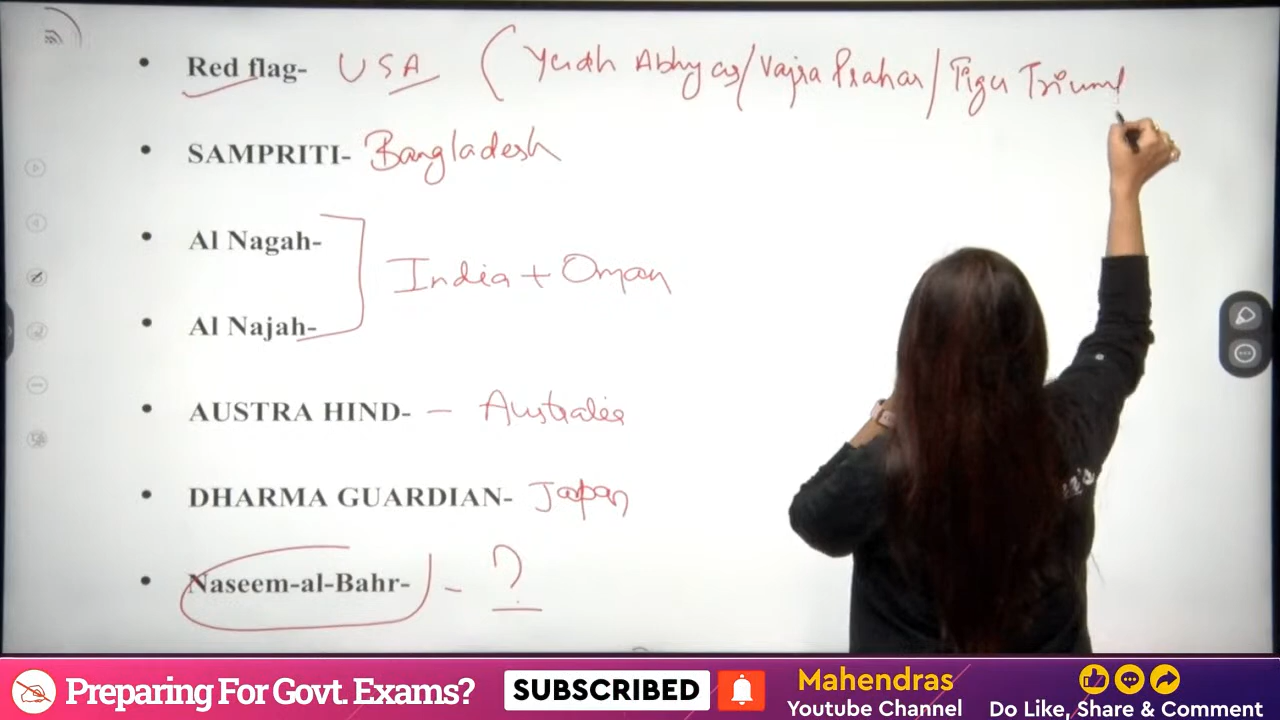 • Red flag- USA ( Yudh Abhyas/Vajra Prahar/Tiger Trium
• SAMPRITI- Bangladesh
• Al Nagah-
India + Oman
• Al Najah-
• AUSTRA HIND- - Australia
• DHARMA GUARDIAN- Japan
• Naseem-al-Bahr- - ?
Preparing For Govt. Exams? SUBSCRIBED Mahendras
Youtube Channel Do Like, Share & Comment